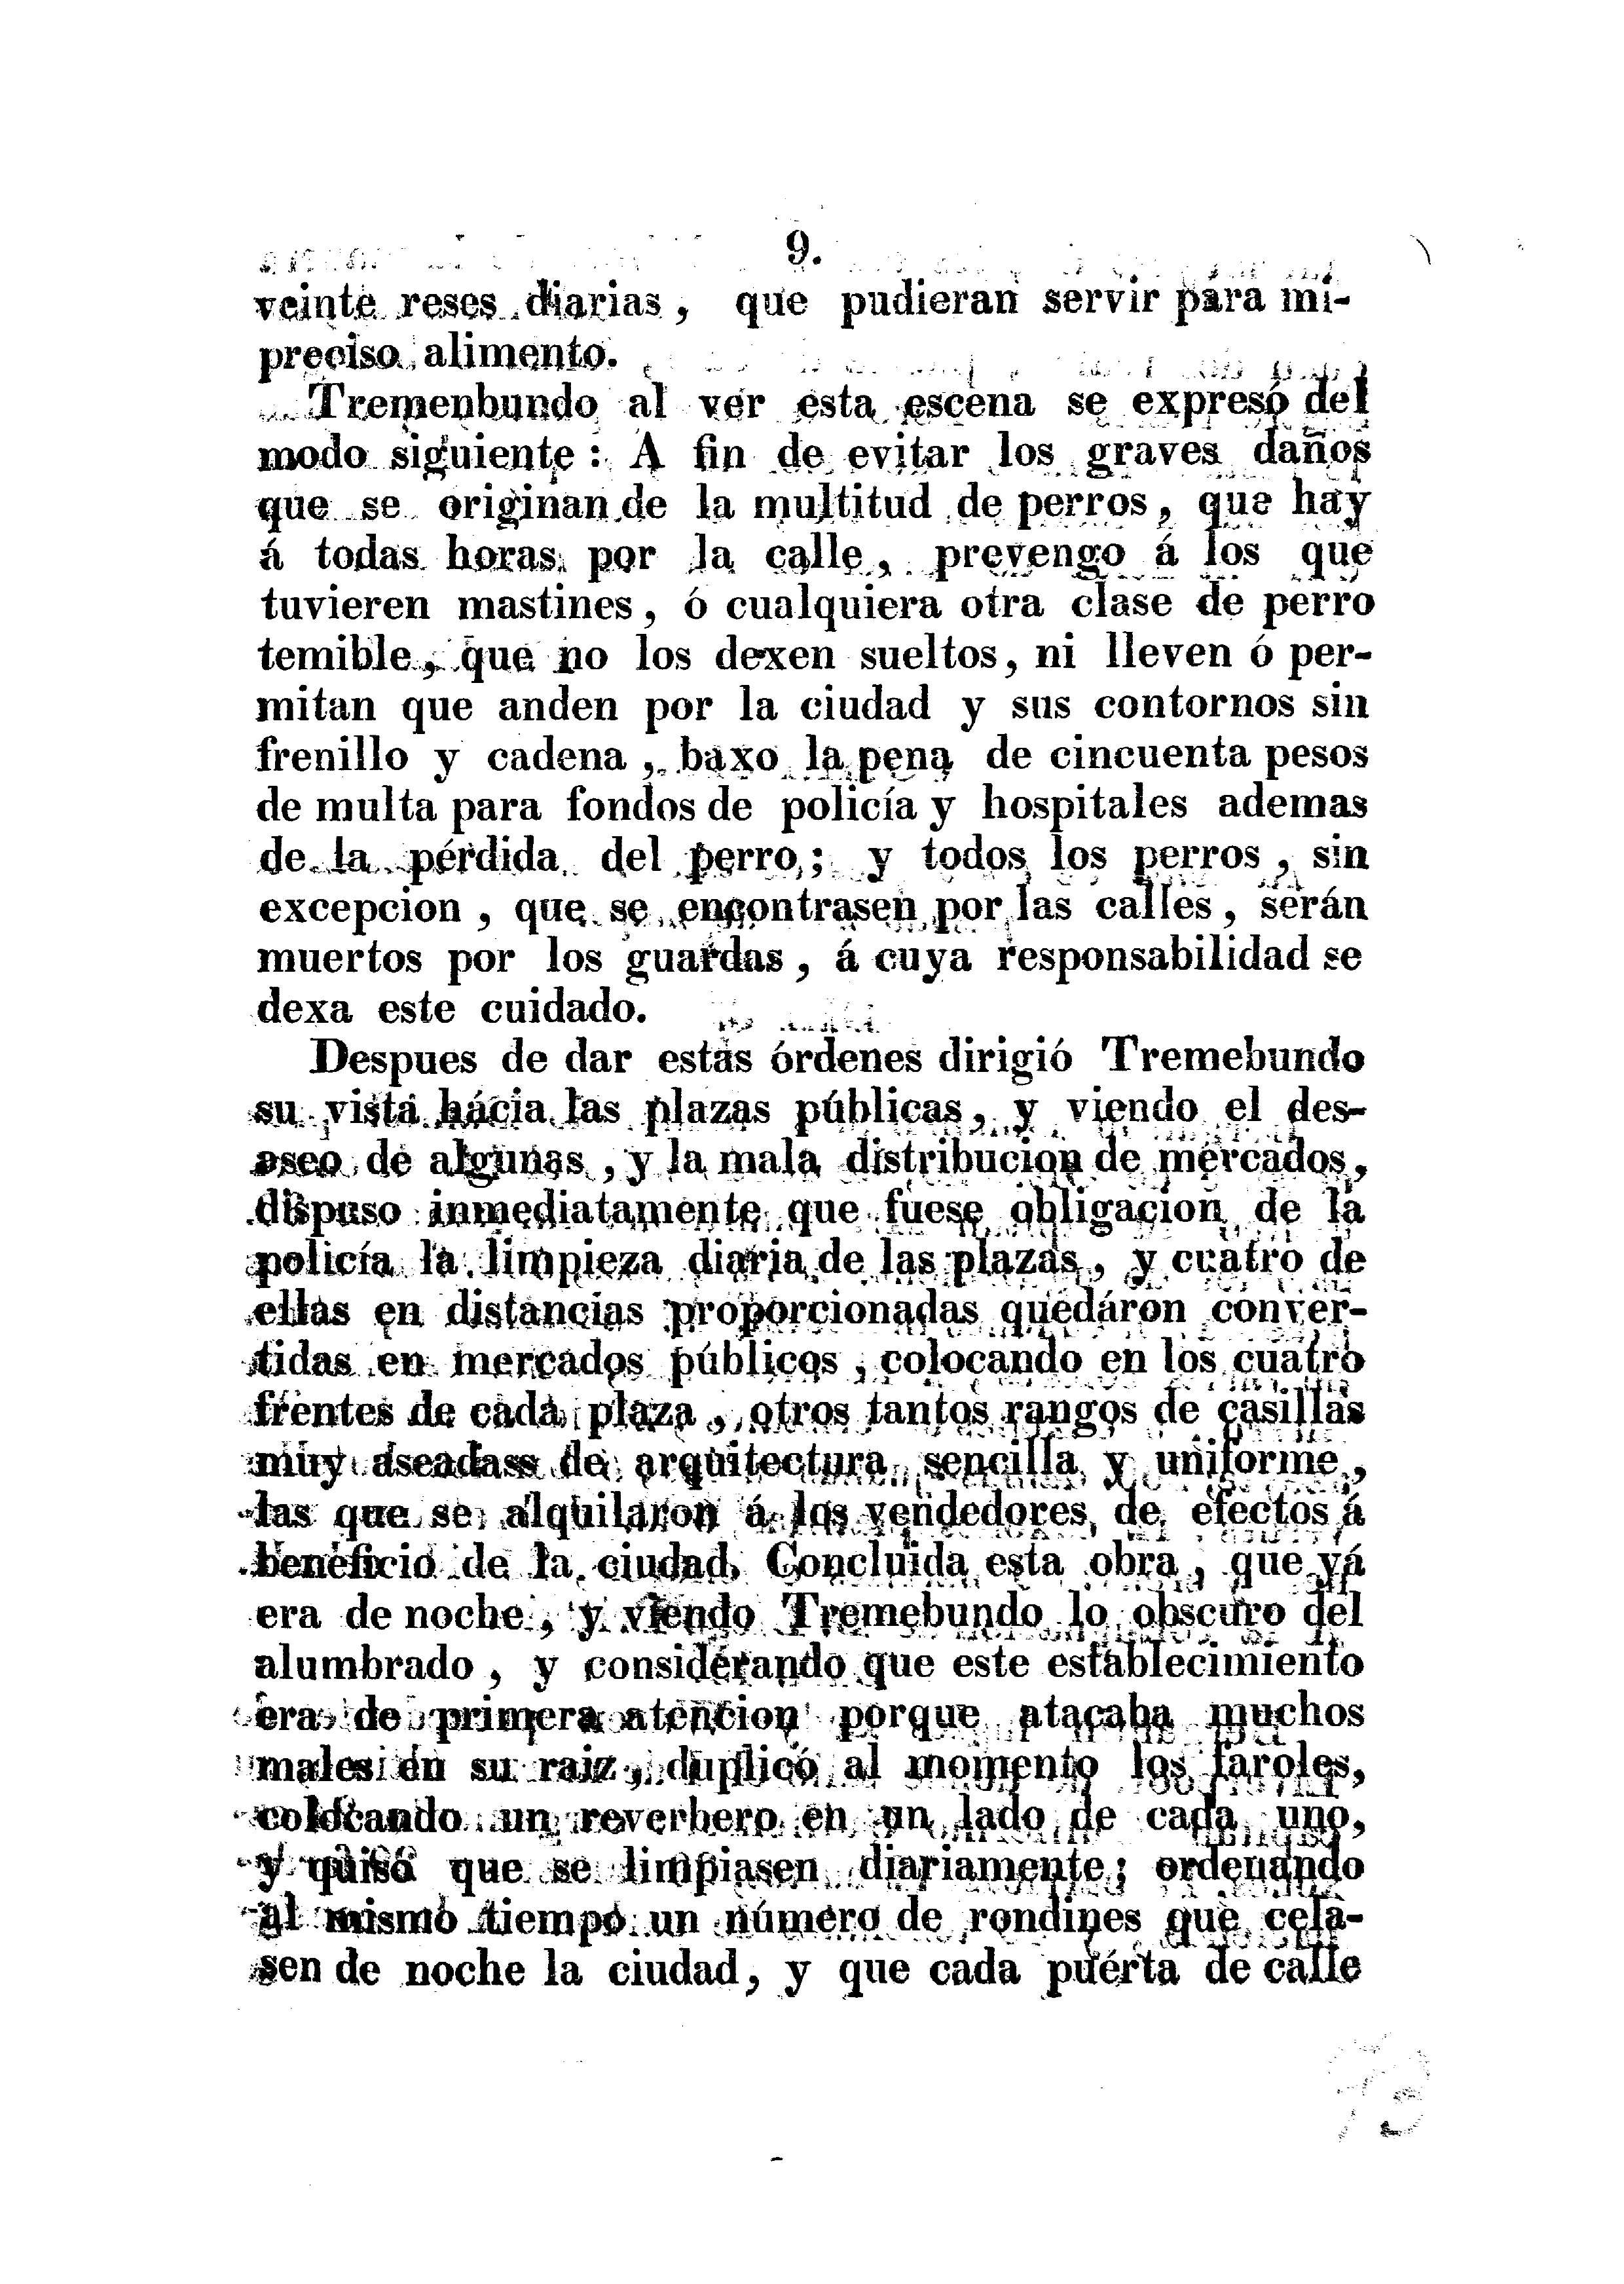 9.
veinte reses diarias, que pudieran servir para mi-
preciso alimento.
Tremenbundo al ver esta escena se expresó del
modo siguiente: A fin de evitar los graves daños
que se originan de la multitud de perros, que hay
á todas horas por la calle, prevengo á los que
tuvieren mastines, ó cualquiera otra clase de perro
temible, que no los dexen sueltos, ni lleven ó per-
mitan que anden por la ciudad y sus contornos sin
frenillo y cadena, baxo la pena de cincuenta pesos
de multa para fondos de policía y hospitales ademas
de la pérdida del perro; y todos los perros, sin
excepcion, que se encontrasen por las calles, serán
muertos por los guardas, á cuya responsabilidad se
dexa este cuidado.
Despues de dar estas órdenes dirigió Tremebundo
su vista hácia las plazas públicas, y viendo el des-
aseo de algunas, y la mala distribucion de mercados,
dispuso inmediatamente que fuese obligacion de la
policía la limpieza diaria de las plazas, y cuatro de
ellas en distancias proporcionadas quedáron conver-
tidas en mercados públicos, colocando en los cuatro
frentes de cada plaza, otros tantos rangos de casillas
muy aseadass de arquitectura sencilla y uniforme,
las que se alquilaron á los vendedores de efectos á
beneficio de la ciudad. Concluida esta obra, que yá
era de noche, y viendo Tremebundo lo obscuro del
alumbrado, y considerando que este establecimiento
era de primera atencion porque atacaba muchos
males en su raiz, duplicó al momento los faroles,
colocando un reverbero en un lado de cada uno,
y quiso que se limpiasen diariamente; ordenando
al mismo tiempo un número de rondines que cela-
sen de noche la ciudad, y que cada puérta de calle